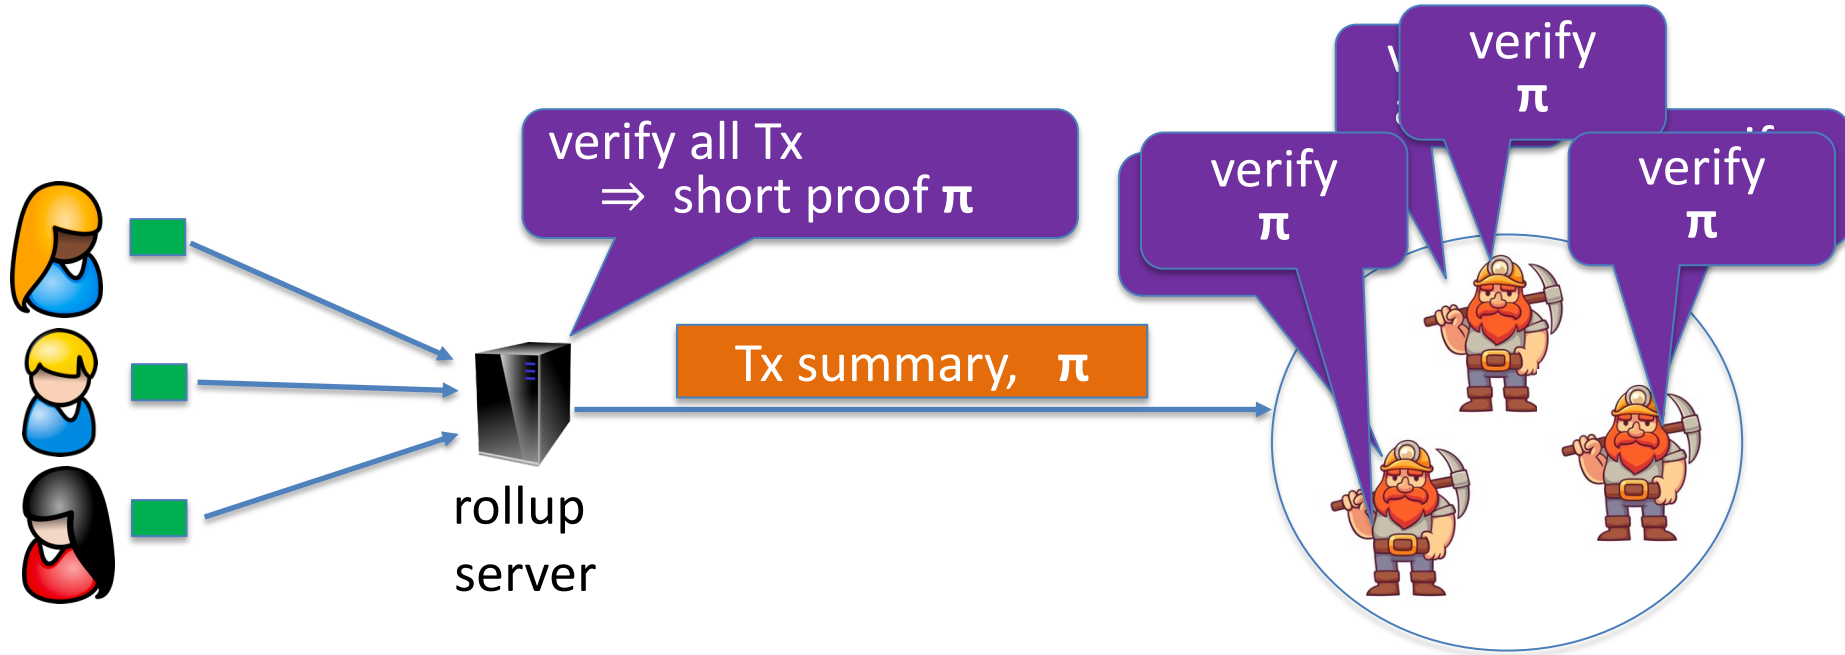 verify all Tx
⇒ short proof π
verify
π
verify
π
verify
π
Tx summary, π
rollup
server